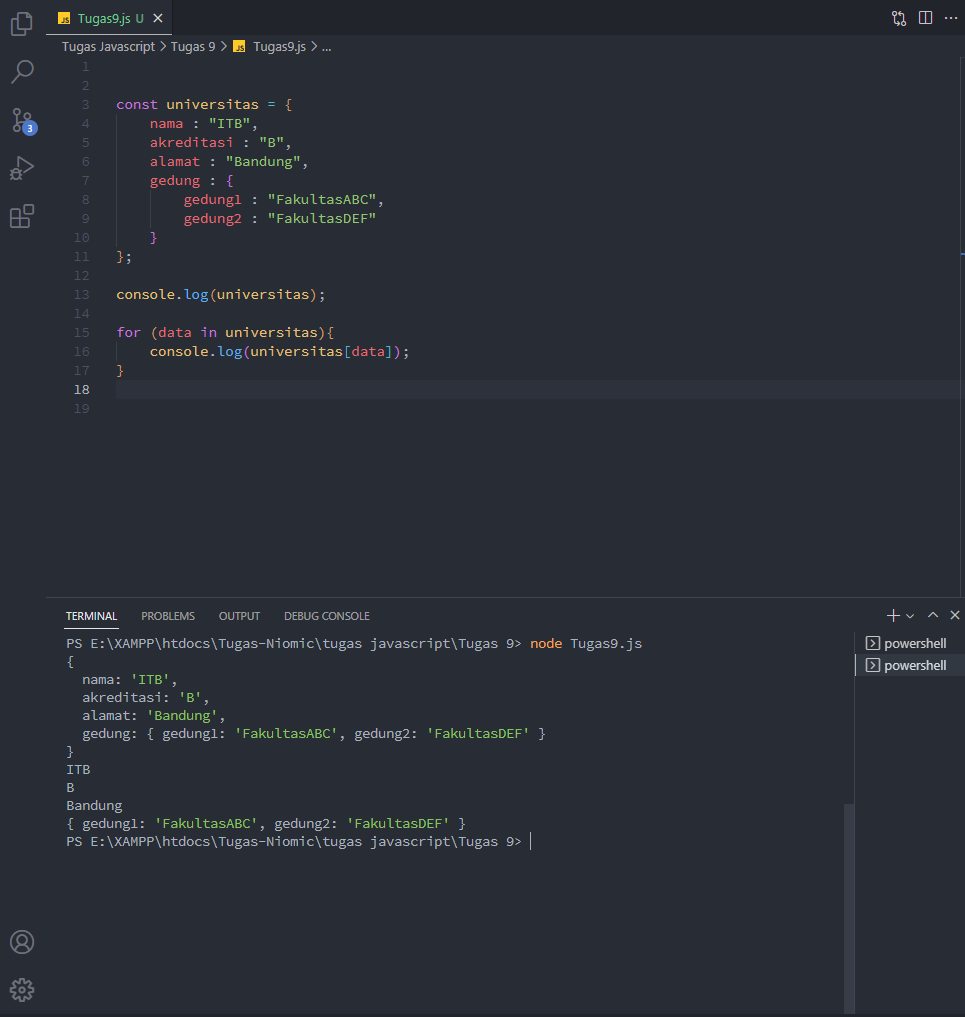 JS Tugas9.js U ×
Tugas Javascript > Tugas 9 > JS Tugas9.js > ...
1
2
3 const universitas = {
4 nama : "ITB",
5 akreditasi : "B",
6 alamat : "Bandung",
7 gedung : {
8 gedung1 : "FakultasABC",
9 gedung2 : "FakultasDEF"
10 }
11 };
12
13 console.log(universitas);
14
15 for (data in universitas){
16 console.log(universitas[data]);
17 }
18
19
3
TERMINAL PROBLEMS OUTPUT DEBUG CONSOLE
PS E:\XAMPP\htdocs\Tugas-Niomic\tugas javascript\Tugas 9> node Tugas9.js
{
nama: 'ITB',
akreditasi: 'B',
alamat: 'Bandung',
gedung: { gedung1: 'FakultasABC', gedung2: 'FakultasDEF' }
}
ITB
B
Bandung
{ gedung1: 'FakultasABC', gedung2: 'FakultasDEF' }
PS E:\XAMPP\htdocs\Tugas-Niomic\tugas javascript\Tugas 9>
powershell
powershell